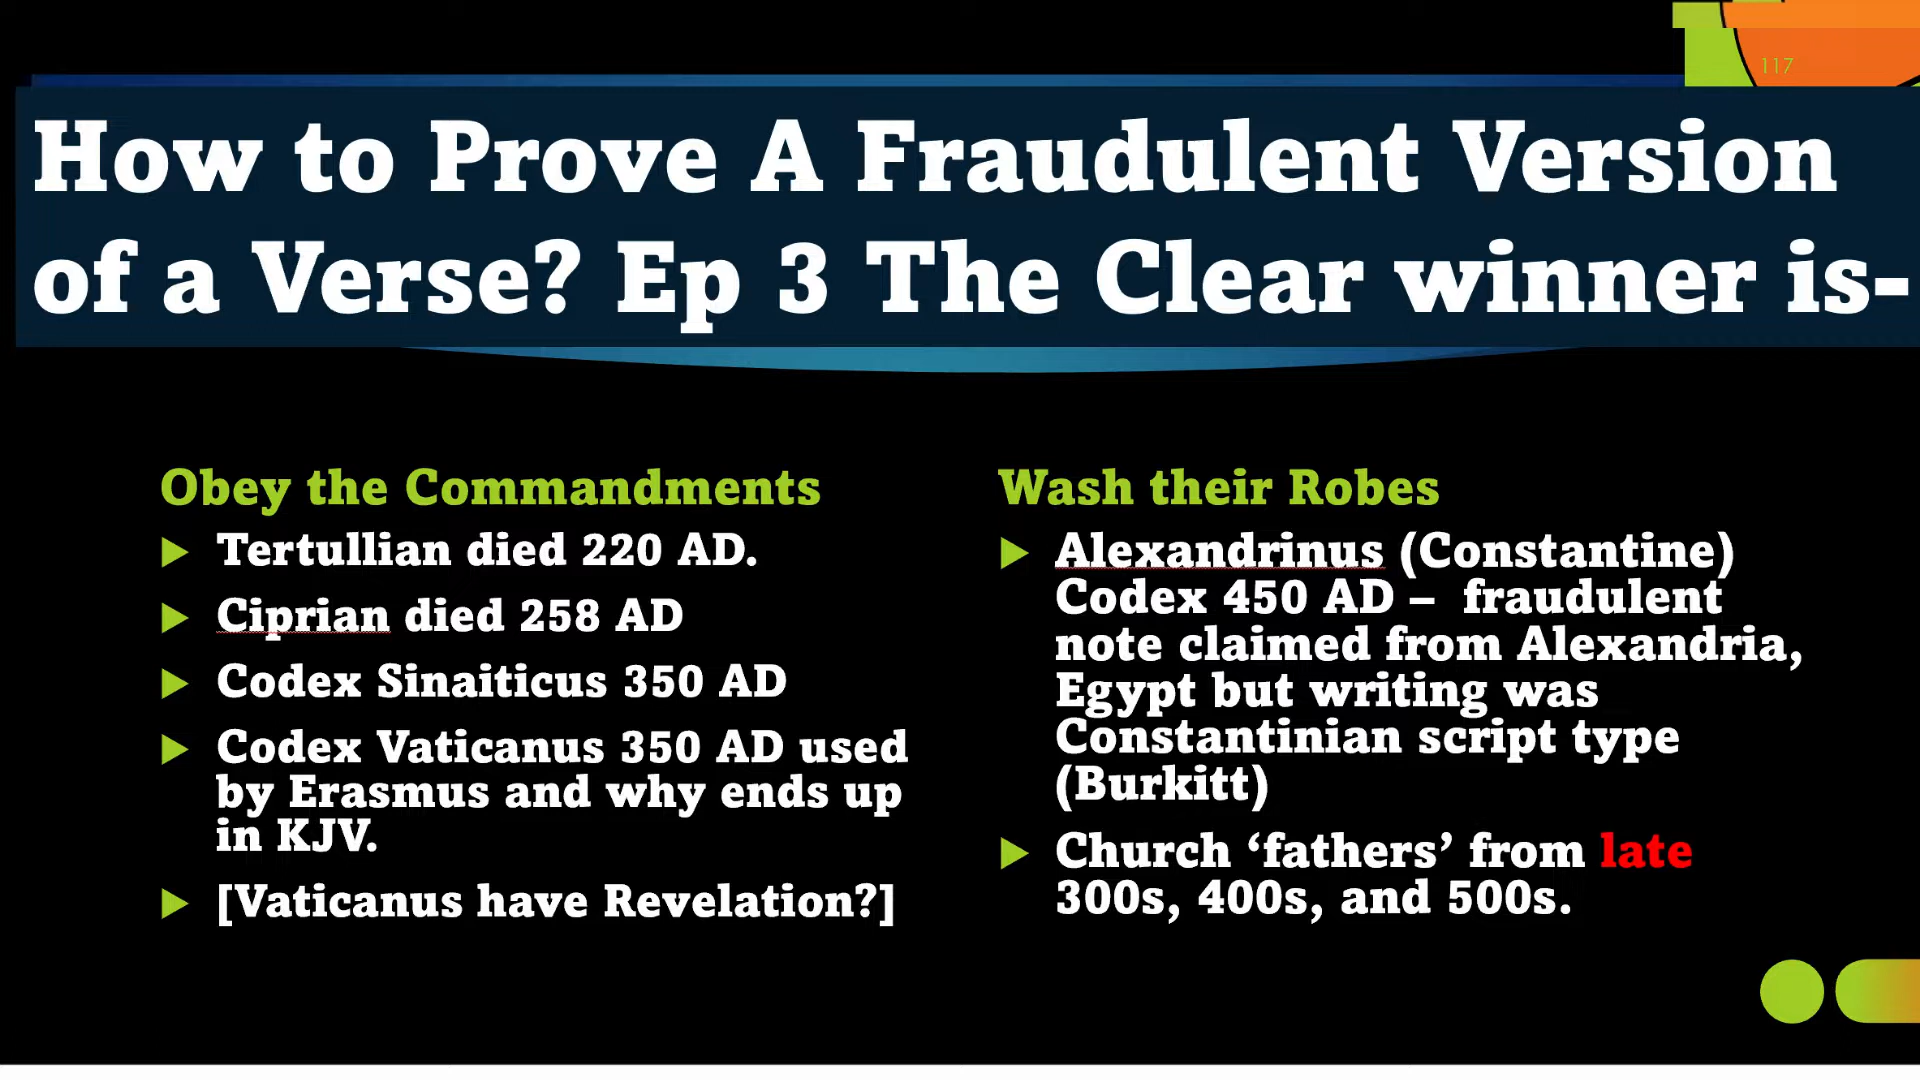 117
How to Prove A Fraudulent Version
of a Verse? Ep 3 The Clear winner is-
Obey the Commandments
Tertullian died 220 AD.
Ciprian died 258 AD
Codex Sinaiticus 350 AD
Codex Vaticanus 350 AD used
by Erasmus and why ends up
in KJV.
[Vaticanus have Revelation?]
Wash their Robes
Alexandrinus (Constantine)
Codex 450 AD – fraudulent
note claimed from Alexandria,
Egypt but writing was
Constantinian script type
(Burkitt)
Church ‘fathers’ from late
300s, 400s, and 500s.